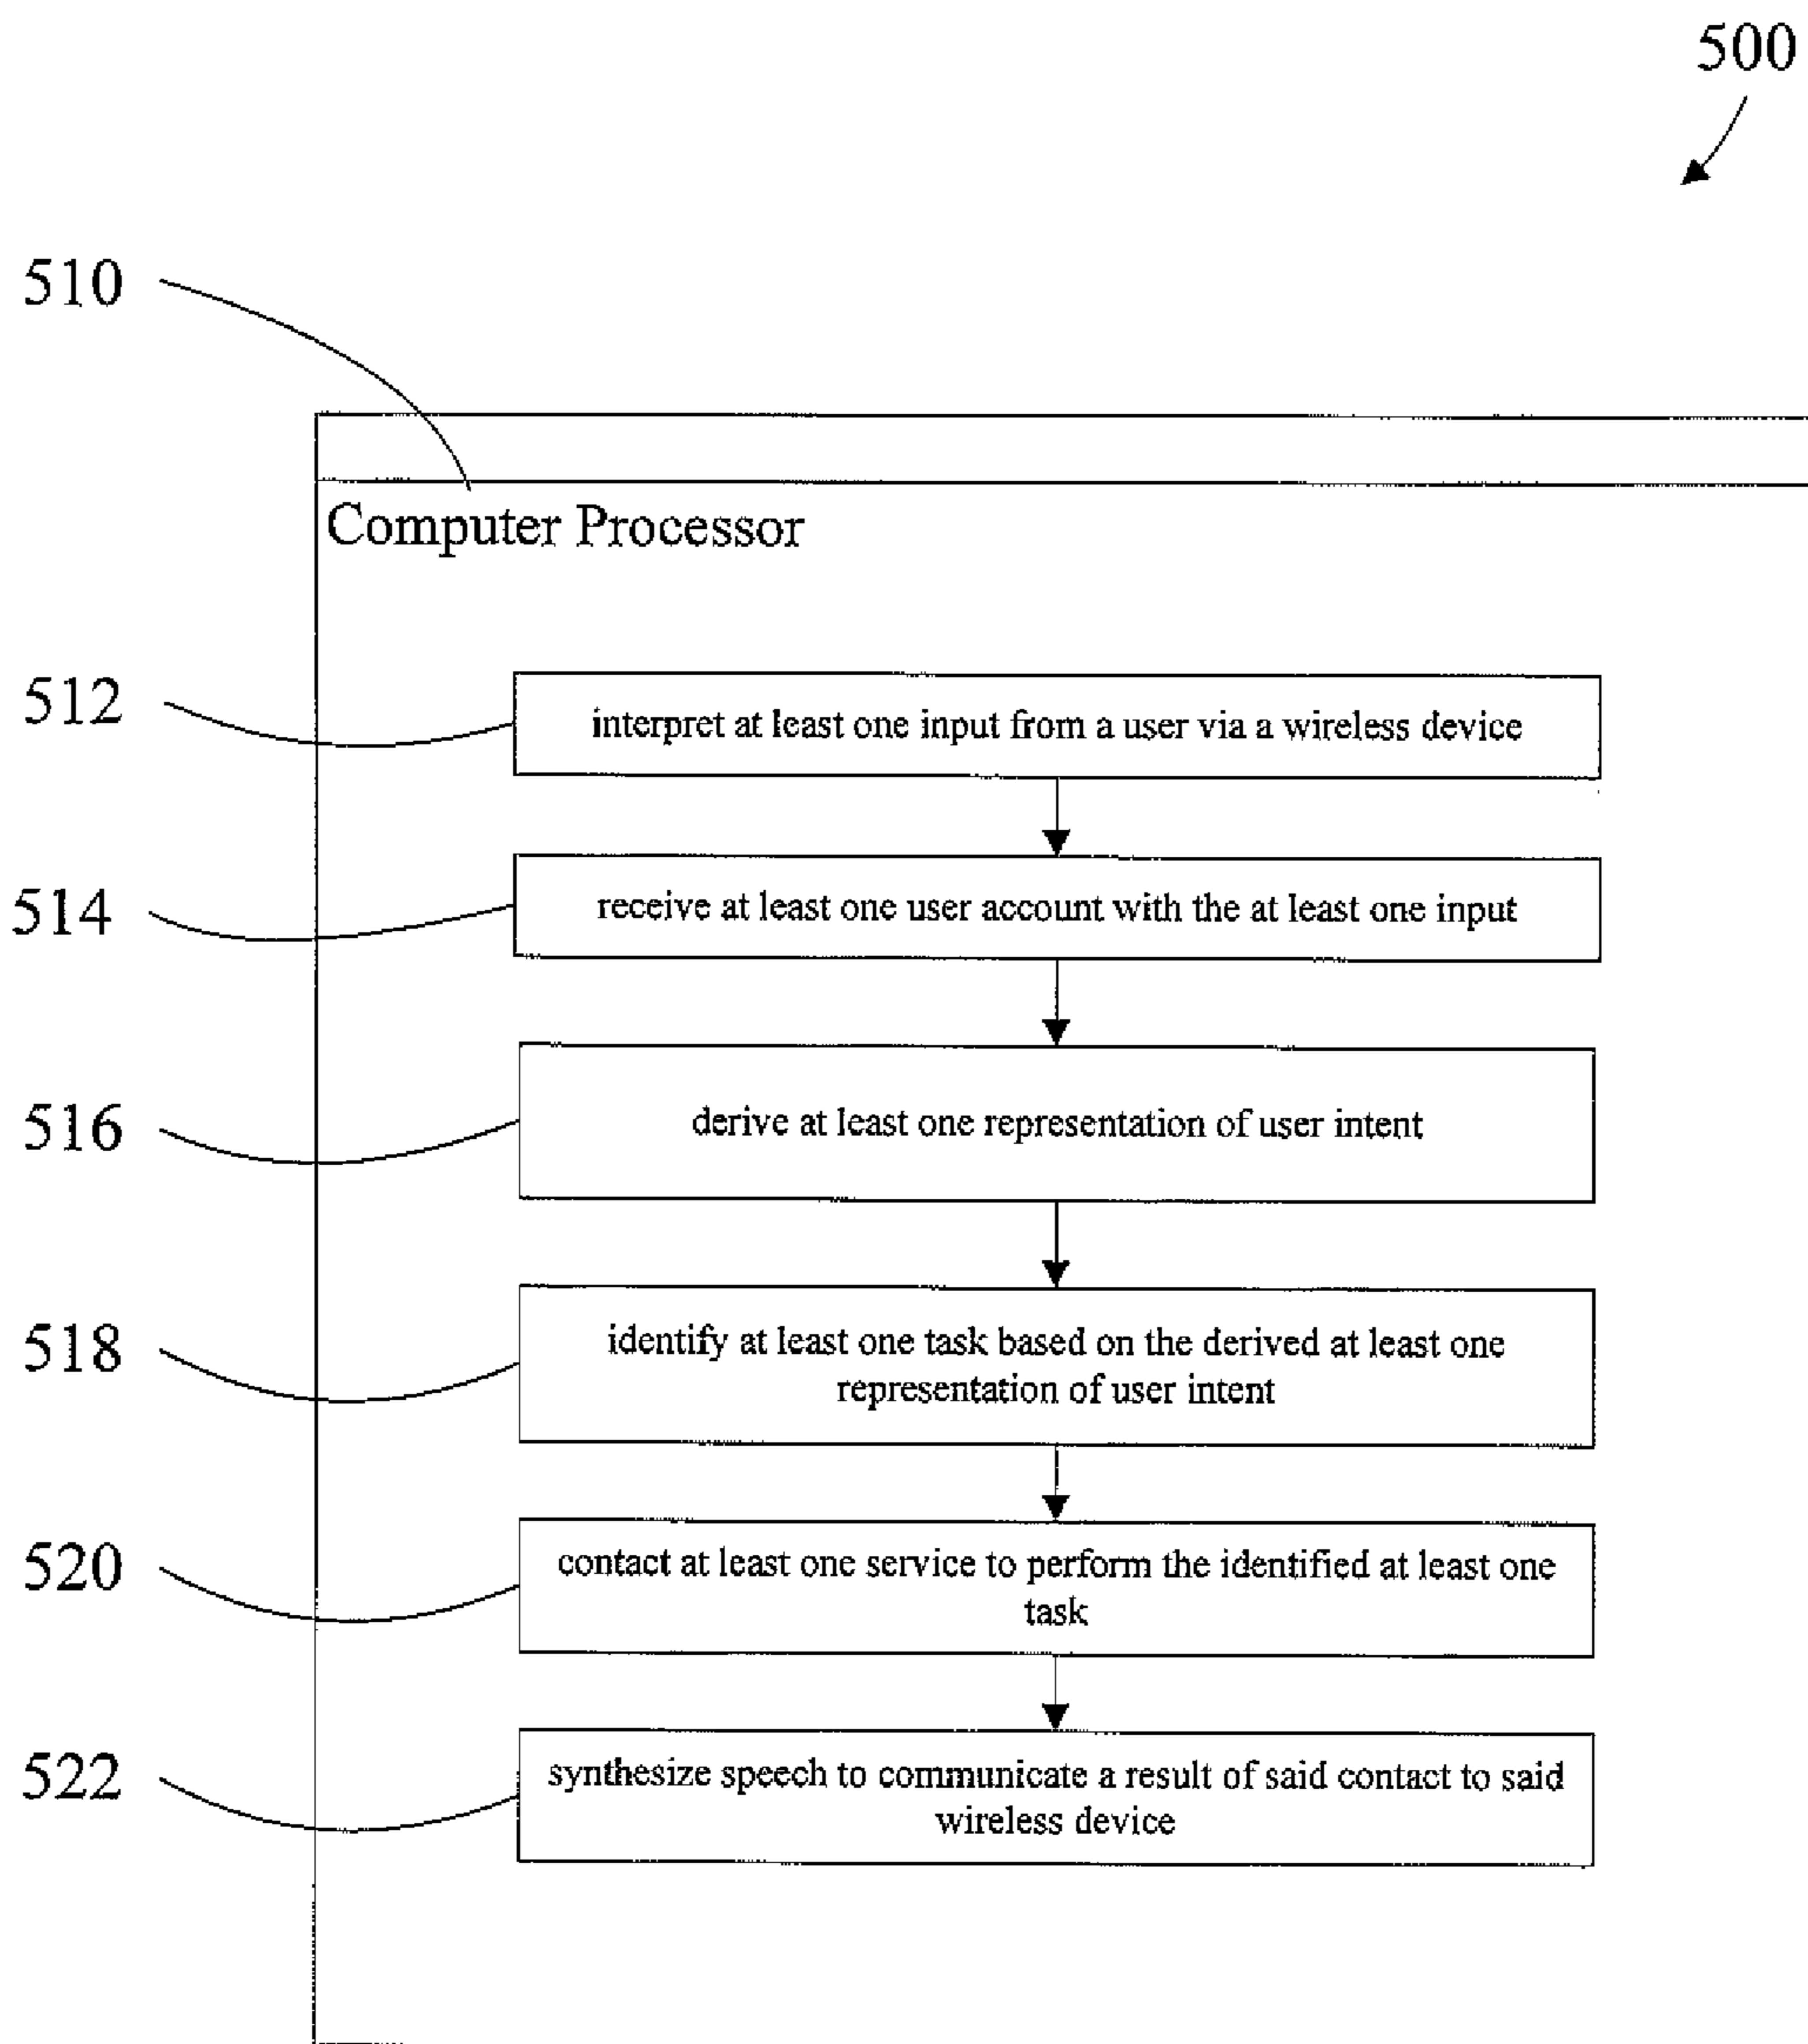 500
510
Computer Processor
512
interpret at least one input from a user via a wireless device
514
receive at least one user account with the at least one input
516
derive at least one representation of user intent
518
identify at least one task based on the derived at least one
representation of user intent
520
contact at least one service to perform the identified at least one
task
522
synthesize speech to communicate a result of said contact to said
wireless device